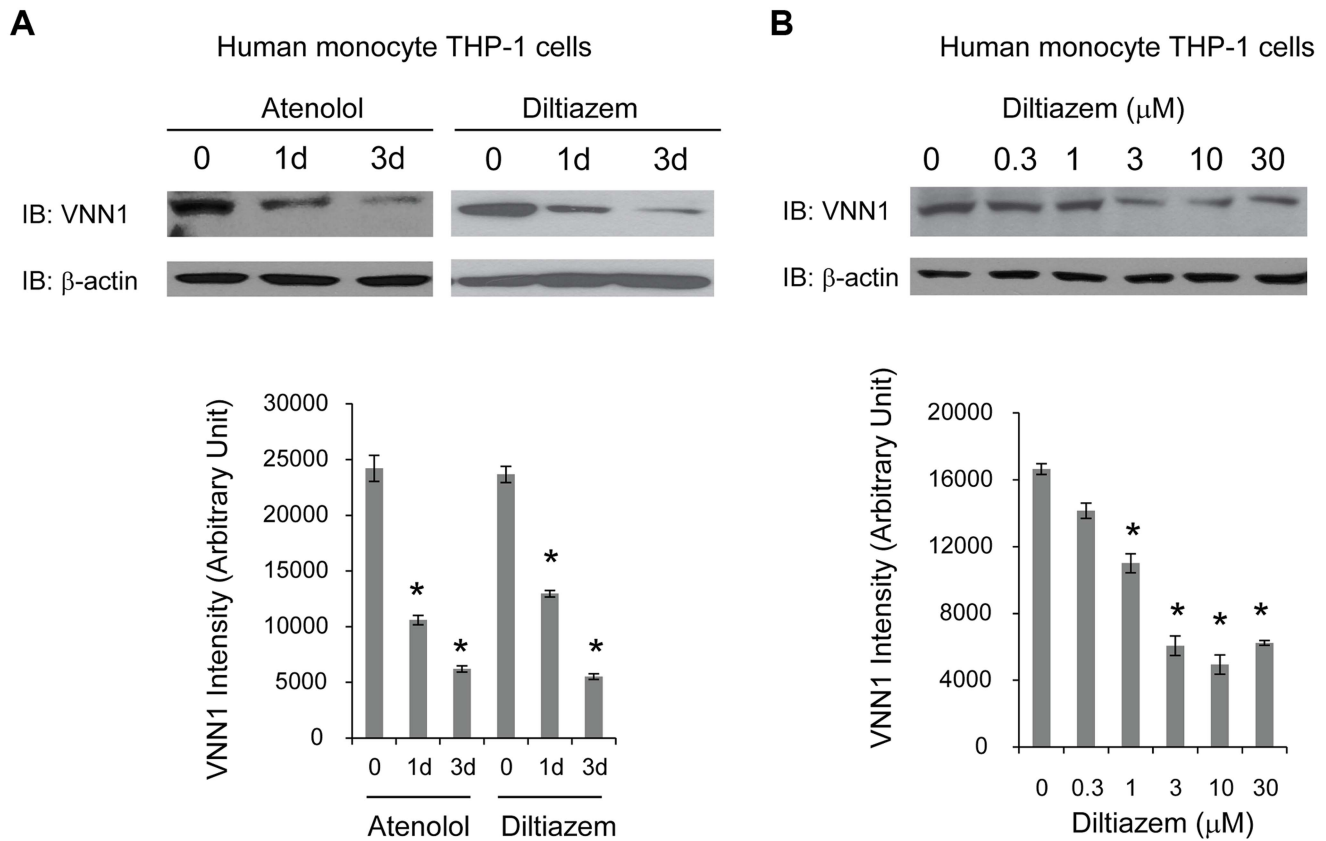 A
Human monocyte THP-1 cells
Atenolol Diltiazem
0 1d 3d 0 1d 3d
IB: VNN1
IB: β-actin
VNN1 Intensity (Arbitrary Unit)
30000
25000
20000
15000
10000
5000
0
* * * *
0 1d 3d 0 1d 3d
Atenolol Diltiazem
B
Human monocyte THP-1 cells
Diltiazem (μM)
0 0.3 1 3 10 30
IB: VNN1
IB: β-actin
VNN1 Intensity (Arbitrary Unit)
20000
16000
12000
8000
4000
0
* * * *
0 0.3 1 3 10 30
Diltiazem (μM)